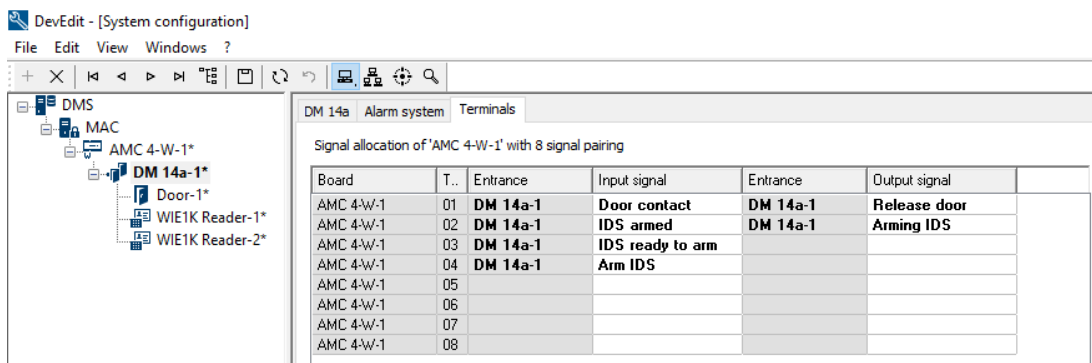 DevEdit - [System configuration]
File Edit View Windows ?
DMS
MAC
AMC 4-W-1*
DM 14a-1*
Door-1*
WIE1K Reader-1*
WIE1K Reader-2*
DM 14a Alarm system Terminals
Signal allocation of 'AMC 4-W-1' with 8 signal pairing
Board T.. Entrance Input signal Entrance Output signal
AMC 4-W-1 01 DM 14a-1 Door contact DM 14a-1 Release door
AMC 4-W-1 02 DM 14a-1 IDS armed DM 14a-1 Arming IDS
AMC 4-W-1 03 DM 14a-1 IDS ready to arm
AMC 4-W-1 04 DM 14a-1 Arm IDS
AMC 4-W-1 05
AMC 4-W-1 06
AMC 4-W-1 07
AMC 4-W-1 08